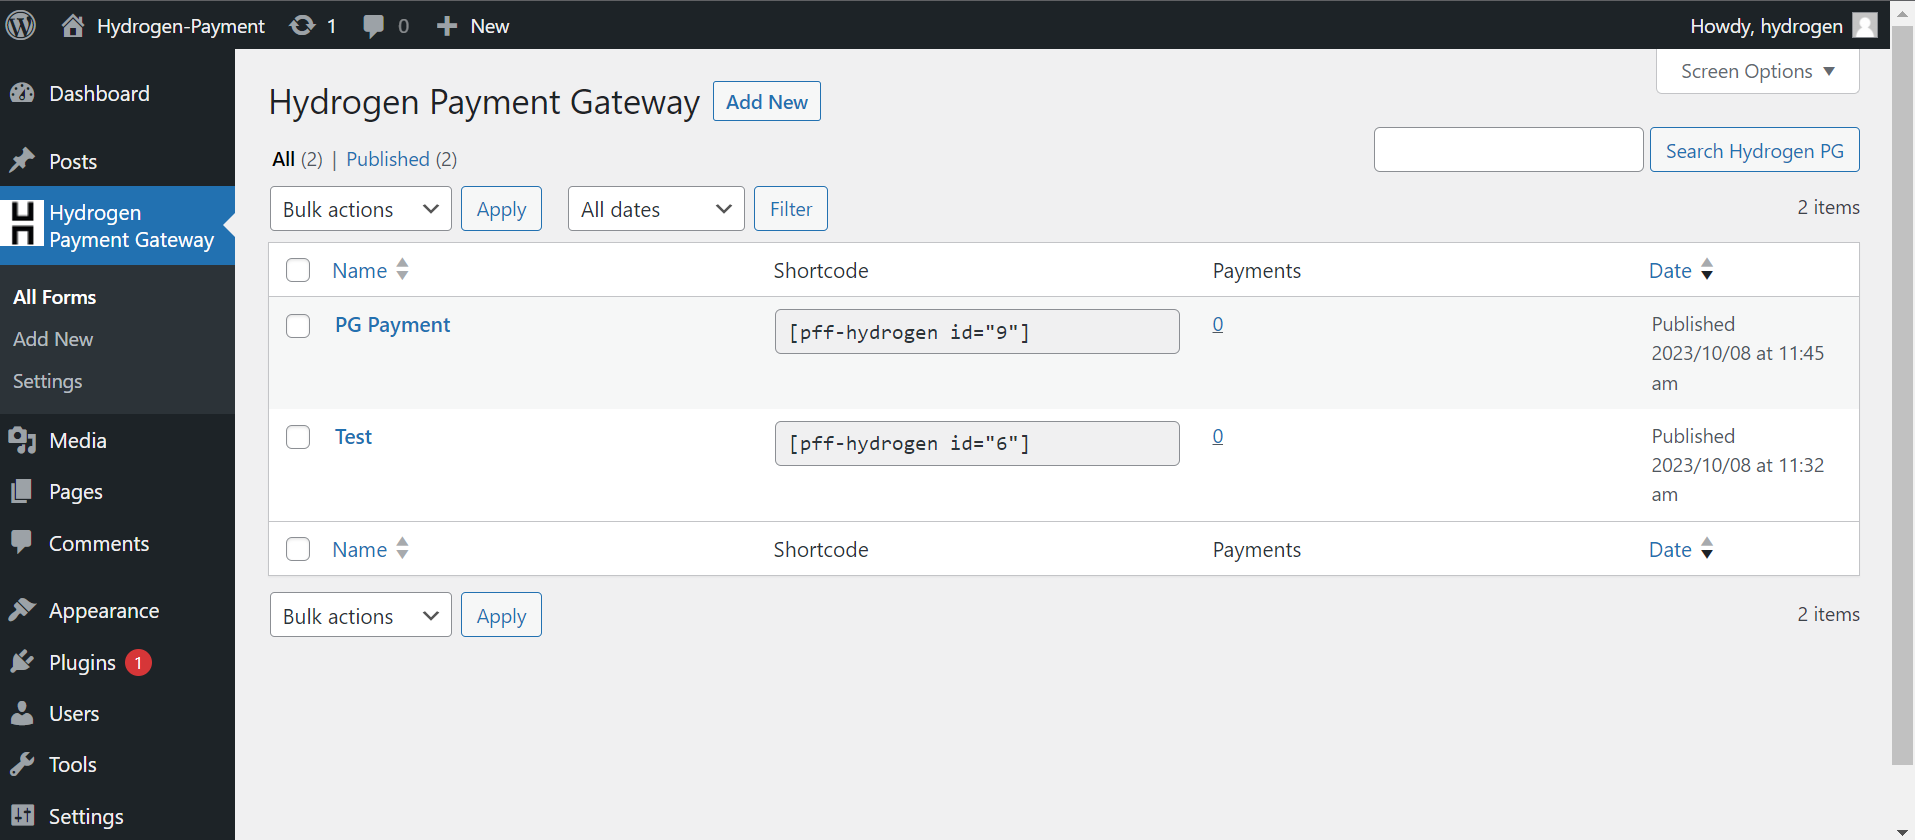 Hydrogen-Payment 1 0 New Howdy, hydrogen
Screen Options
Dashboard
Posts
Hydrogen
Payment Gateway
All Forms
Add New
Settings
Media
Pages
Comments
Appearance
Plugins 1
Users
Tools
Settings
Hydrogen Payment Gateway Add New
All (2) | Published (2)
Search Hydrogen PG
Bulk actions Apply All dates Filter 2 items
Name Shortcode Payments Date
PG Payment [pff-hydrogen id="9"] 0 Published
2023/10/08 at 11:45
am
Test [pff-hydrogen id="6"] 0 Published
2023/10/08 at 11:32
am
Name Shortcode Payments Date
Bulk actions Apply 2 items